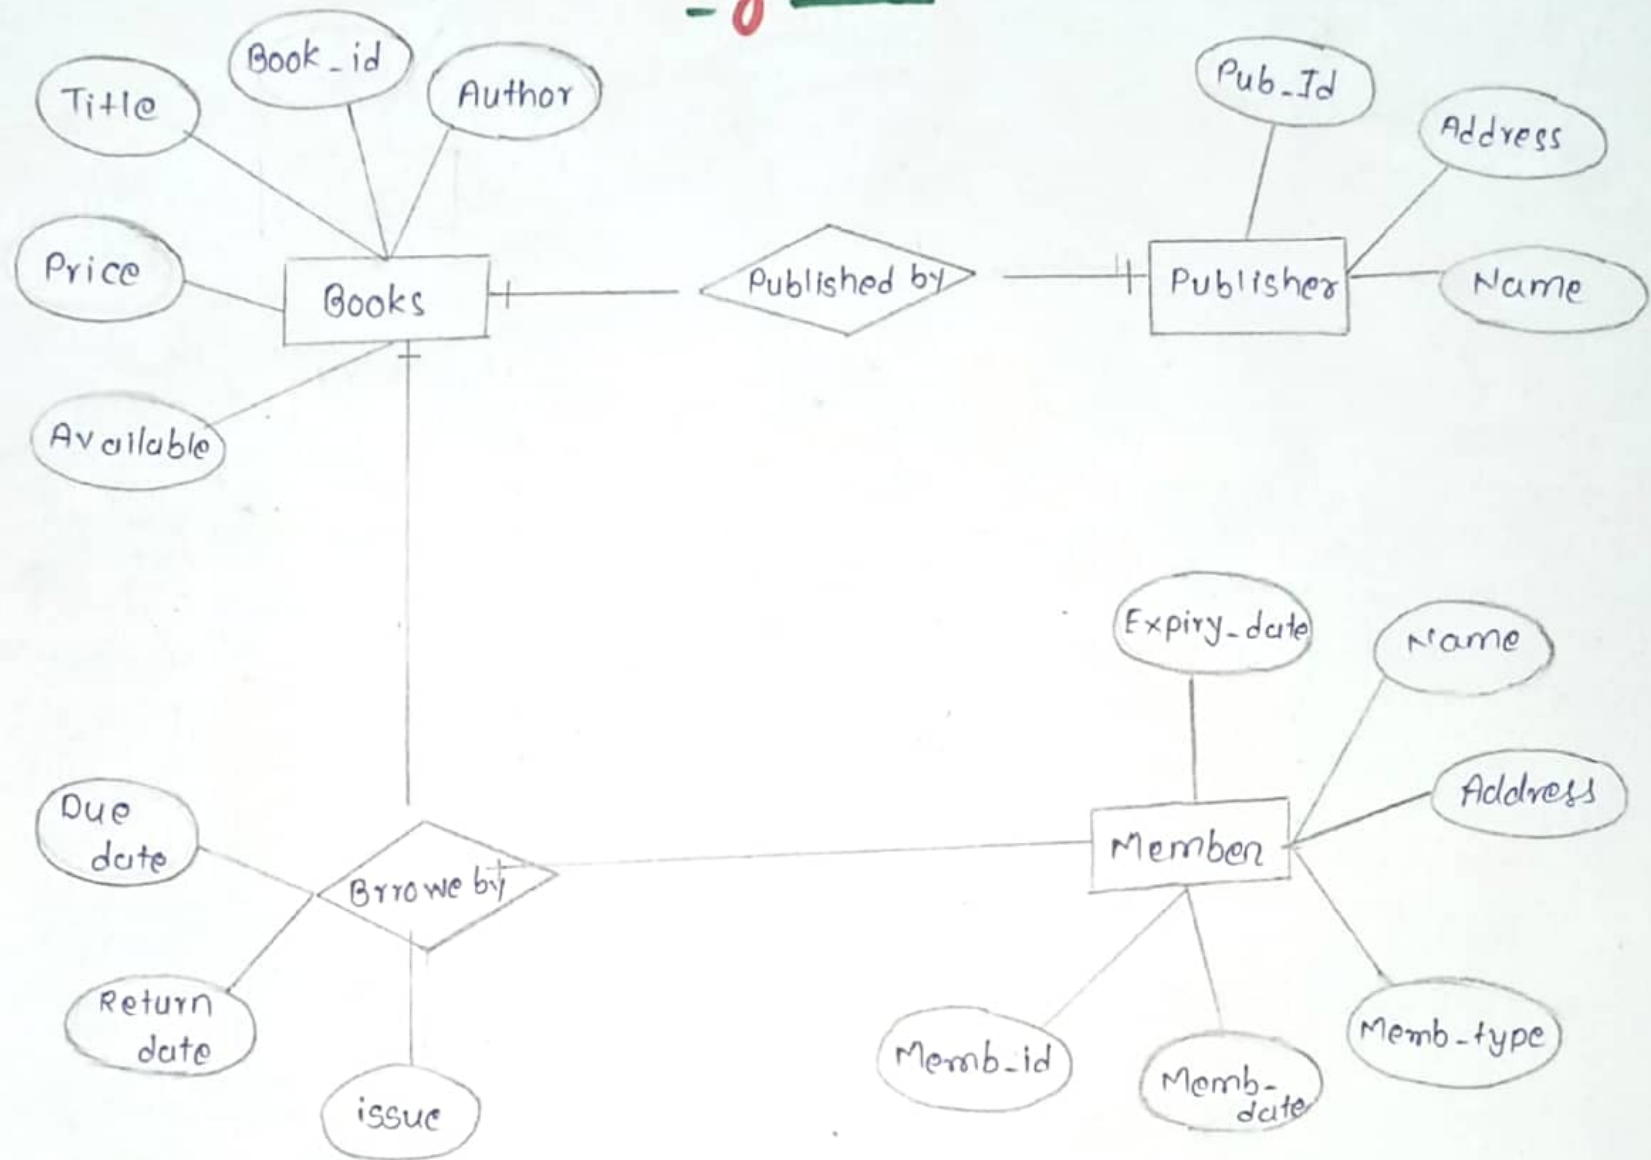 Book_id
Title
Author
Pub_Id
Address
Price
Books
Published by
Publisher
Name
Available
Expiry_date
Name
Due
date
Address
Brrowe by
Member
Return
date
Memb_id
Memb-
date
Memb-type
issue